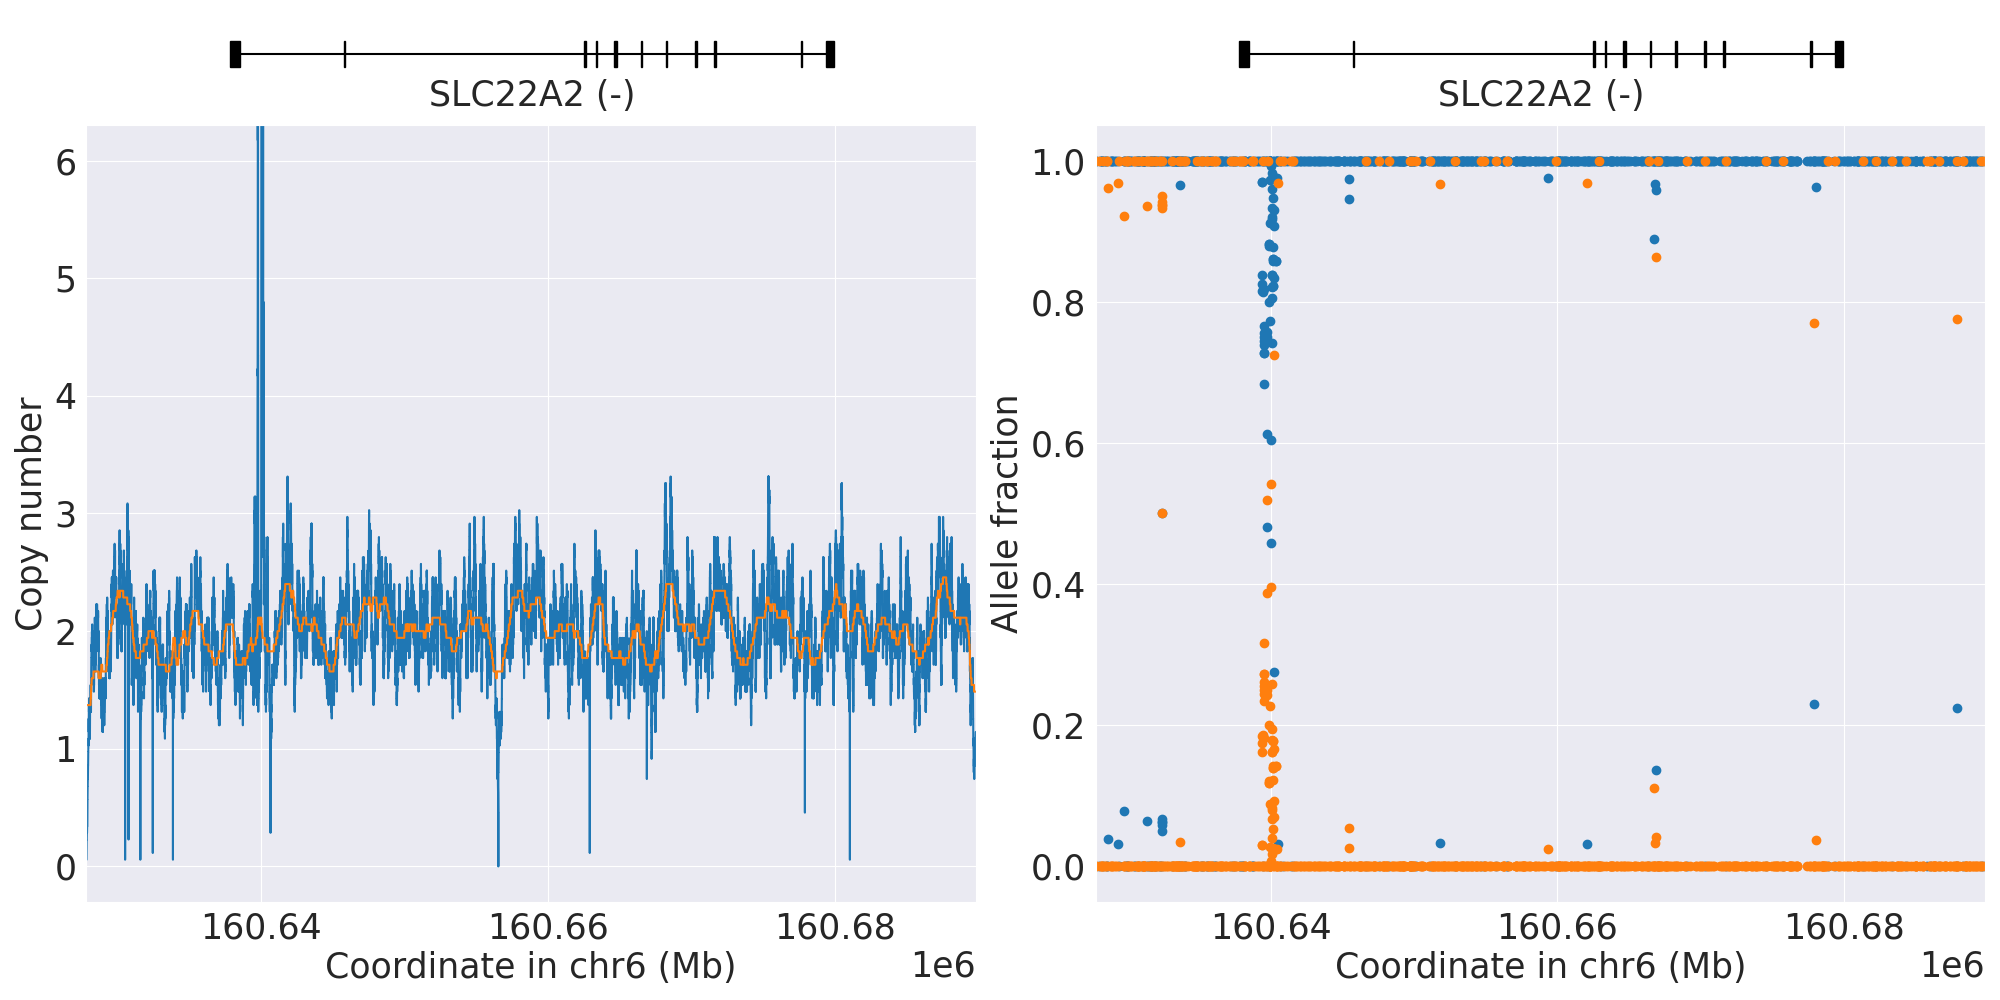 SLC22A2 (-)
SLC22A2 (-)
Copy number
6
5
4
3
2
1
0
160.64
160.66
160.68
Coordinate in chr6 (Mb)
1e6
Allele fraction
1.0
0.8
0.6
0.4
0.2
0.0
160.64
160.66
160.68
Coordinate in chr6 (Mb)
1e6